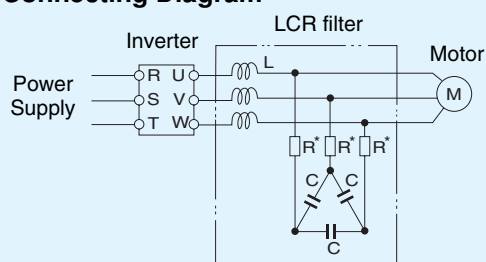 Connecting Diagram
LCR filter
Inverter
Motor
Power
Supply
R U
S V
T W
L
M
R* R* R*
C C
C